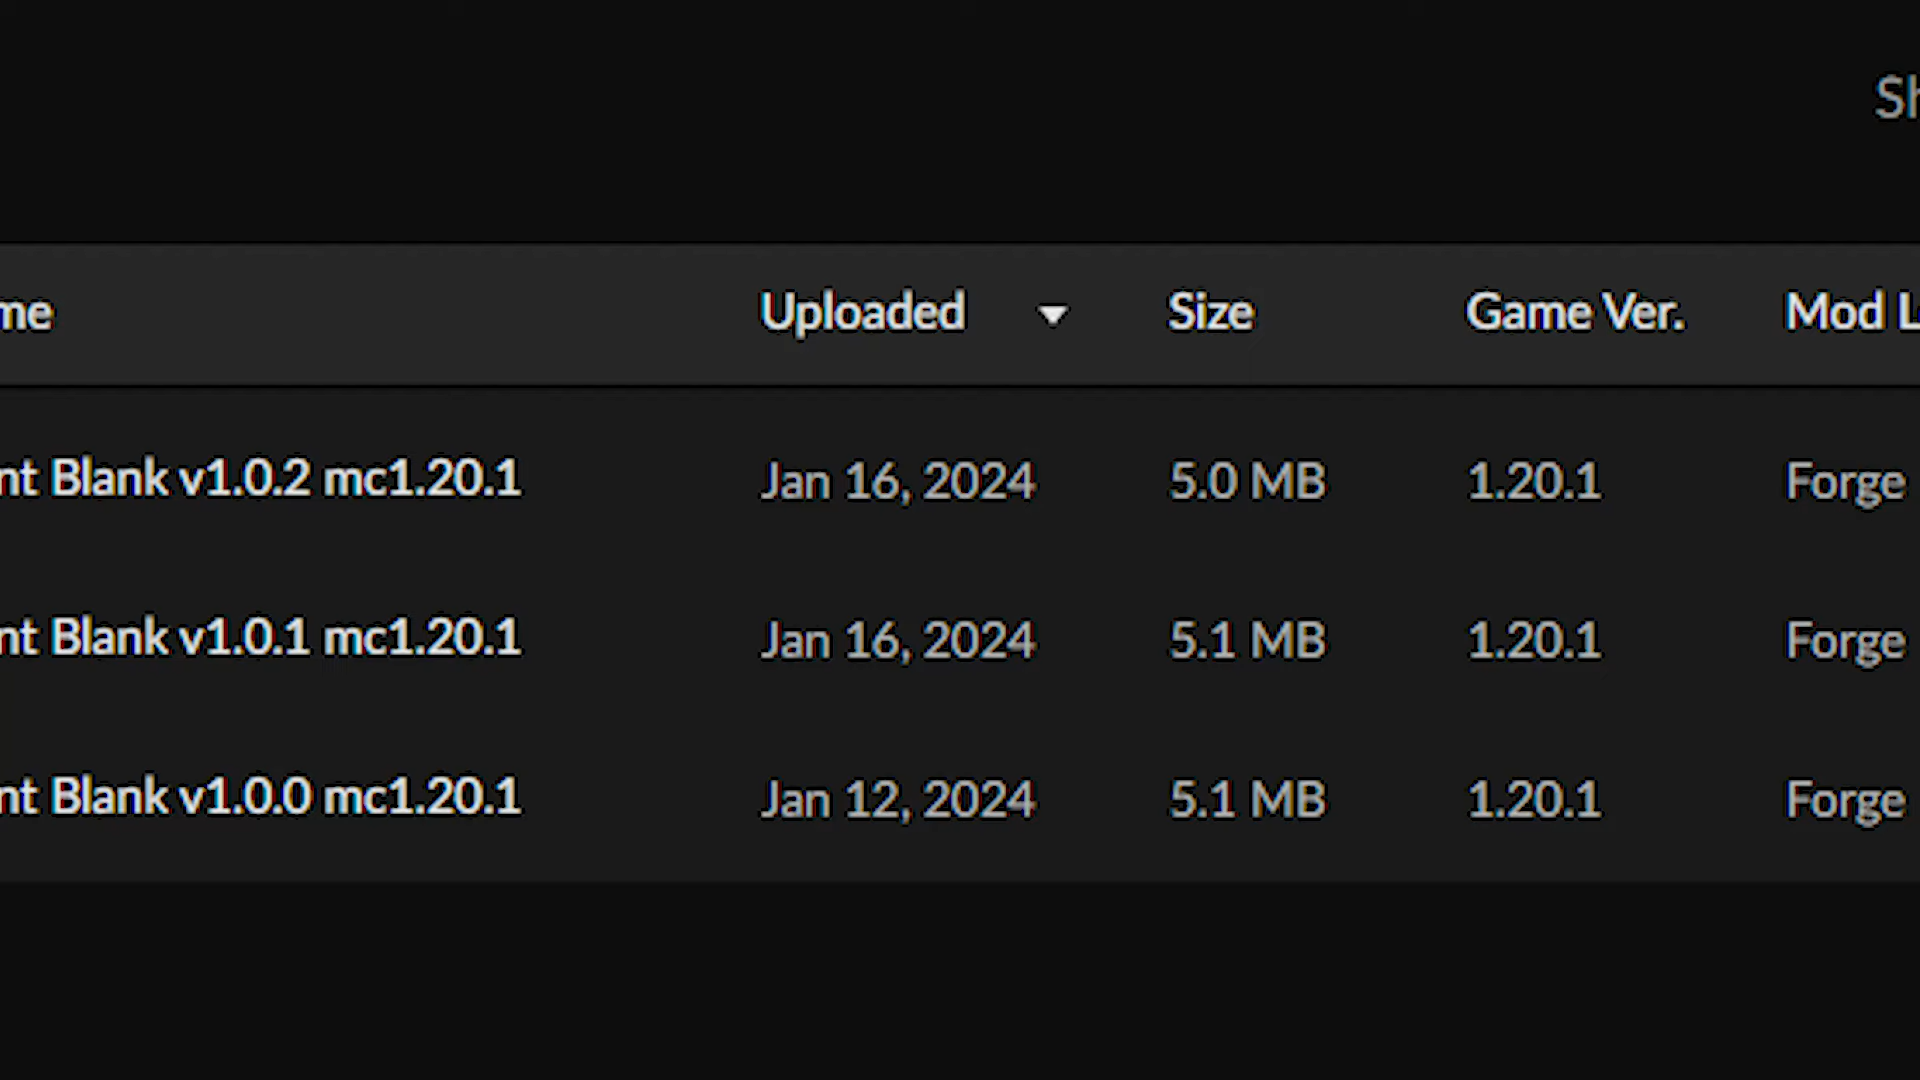 Sh
me Uploaded Size Game Ver. Mod L
nt Blank v1.0.2 mc1.20.1 Jan 16, 2024 5.0 MB 1.20.1 Forge
nt Blank v1.0.1 mc1.20.1 Jan 16, 2024 5.1 MB 1.20.1 Forge
nt Blank v1.0.0 mc1.20.1 Jan 12, 2024 5.1 MB 1.20.1 Forge